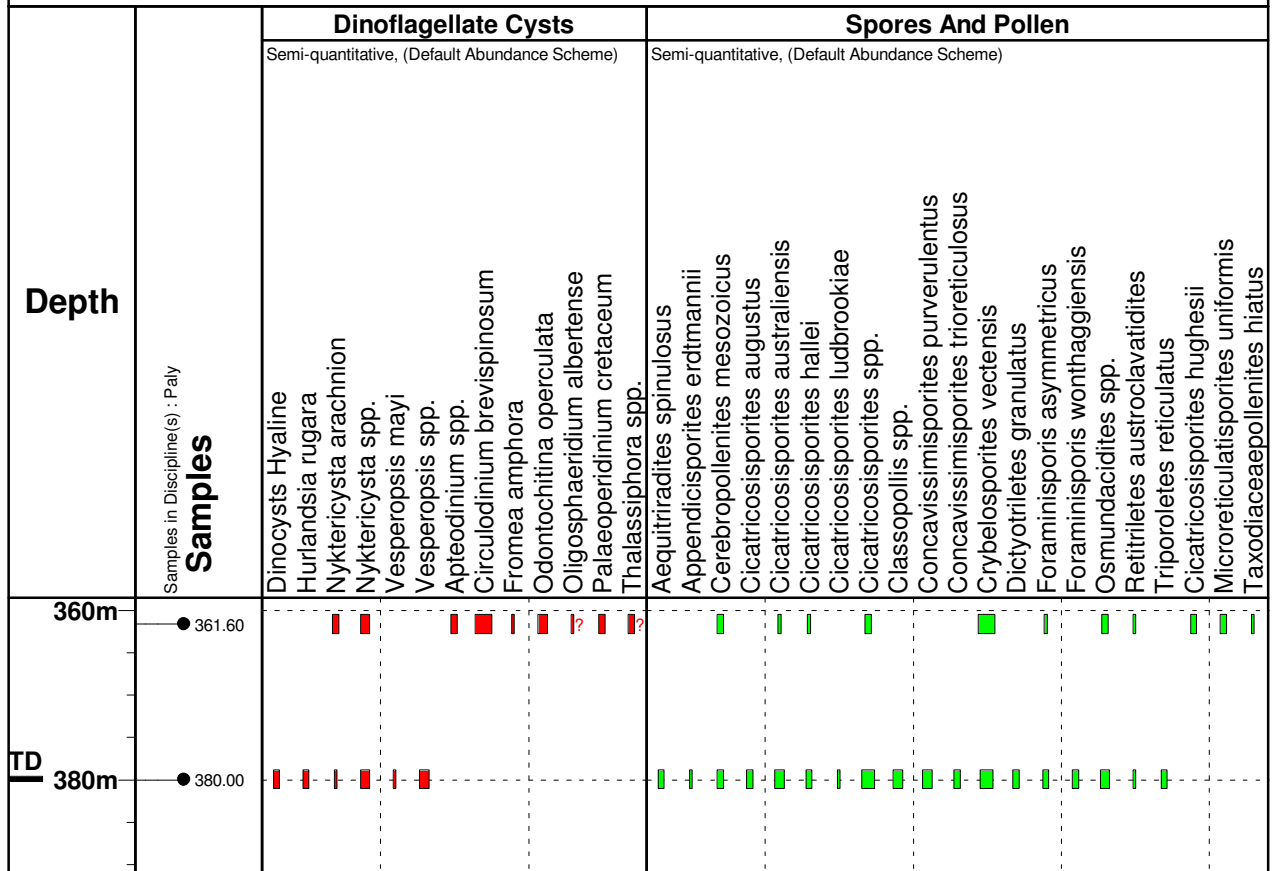 Dinoflagellate Cysts
Spores And Pollen
Semi-quantitative, (Default Abundance Scheme)
Semi-quantitative, (Default Abundance Scheme)
Depth
Samples in Discipline(s) : Paly
Samples
Dinocysts Hyaline
Hurlandsia rugara
Nyktericysta arachnion
Nyktericysta spp.
Vesperopsis mayi
Vesperopsis spp.
Apteodinium spp.
Circulodinium brevispinosum
Fromea amphora
Odontochitina operculata
Oligosphaeridium albertense
Palaeoperidinium cretaceum
Thalassiphora spp.
Aequitriradites spinulosus
Appendicisporites erdtmannii
Cerebropollenites mesozoicus
Cicatricosisporites augustus
Cicatricosisporites australiensis
Cicatricosisporites hallei
Cicatricosisporites ludbrookiae
Cicatricosisporites spp.
Classopollis spp.
Concavissimisporites purverulentus
Concavissimisporites trioreticulosus
Crybelosporites vectensis
Dictyotriletes granulatus
Foraminisporis asymmetricus
Foraminisporis wonthaggiensis
Osmundacidites spp.
Retitriletes austroclavatidites
Triporoletes reticulatus
Cicatricosisporites hughesii
Microreticulatisporites uniformis
Taxodiaceaepollenites hiatus
360m
361.60
?
?
TD
380m
380.00